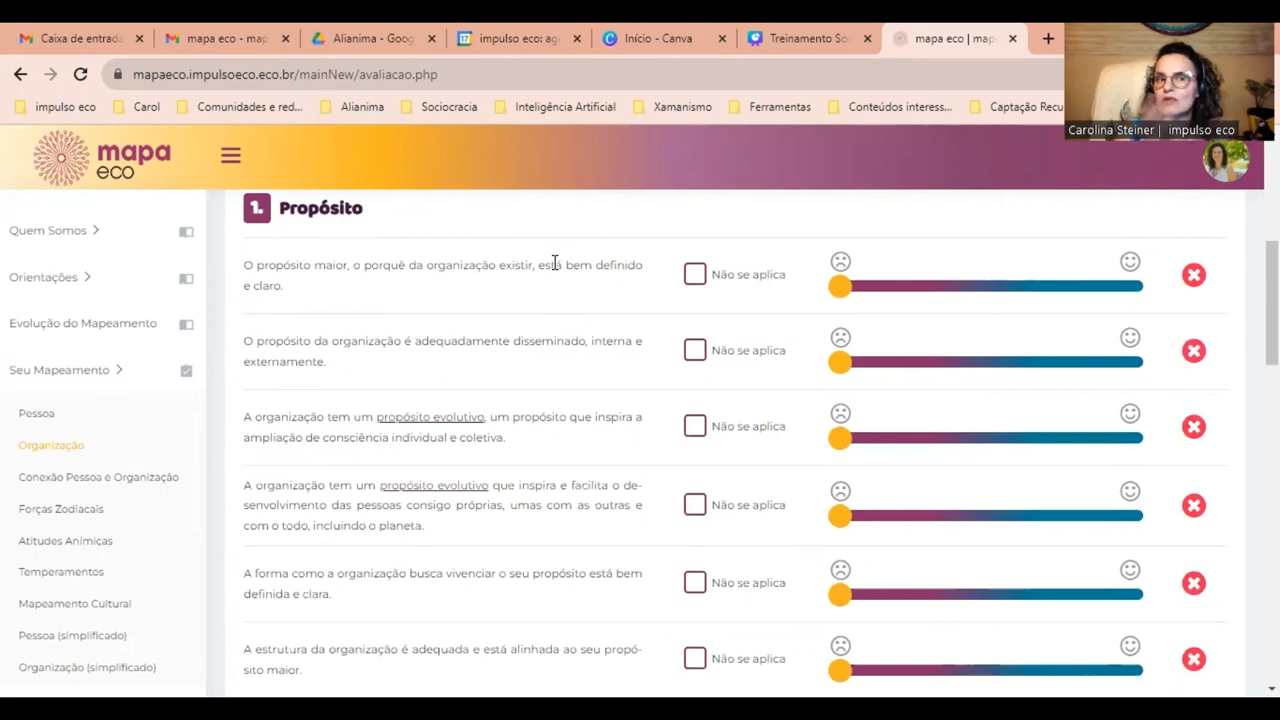 Caixa de entrad
mapa eco - map
Alianima - Goog
impulso eco: ag
Início - Canva
Treinamento So
mapa eco | map
mapaeco.impulsoeco.eco.br/mainNew/avaliacao.php
impulso eco
Carol
Comunidades e red...
Alianima
Sociocracia
Inteligência Artificial
Xamanismo
Ferramentas
Conteúdos interess...
Captação Recu
Carolina Steiner | impulso eco
mapa
eco
Quem Somos
Orientações
Evolução do Mapeamento
Seu Mapeamento
Pessoa
Organização
Conexão Pessoa e Organização
Forças Zodiacais
Atitudes Anímicas
Temperamentos
Mapeamento Cultural
Pessoa (simplificado)
Organização (simplificado)
1. Propósito
O propósito maior, o porquê da organização existir, está bem definido
e claro.
Não se aplica
O propósito da organização é adequadamente disseminado, interna e
externamente.
Não se aplica
A organização tem um propósito evolutivo, um propósito que inspira a
ampliação de consciência individual e coletiva.
Não se aplica
A organização tem um propósito evolutivo que inspira e facilita o de-
senvolvimento das pessoas consigo próprias, umas com as outras e
com o todo, incluindo o planeta.
Não se aplica
A forma como a organização busca vivenciar o seu propósito está bem
definida e clara.
Não se aplica
A estrutura da organização é adequada e está alinhada ao seu propó-
sito maior.
Não se aplica